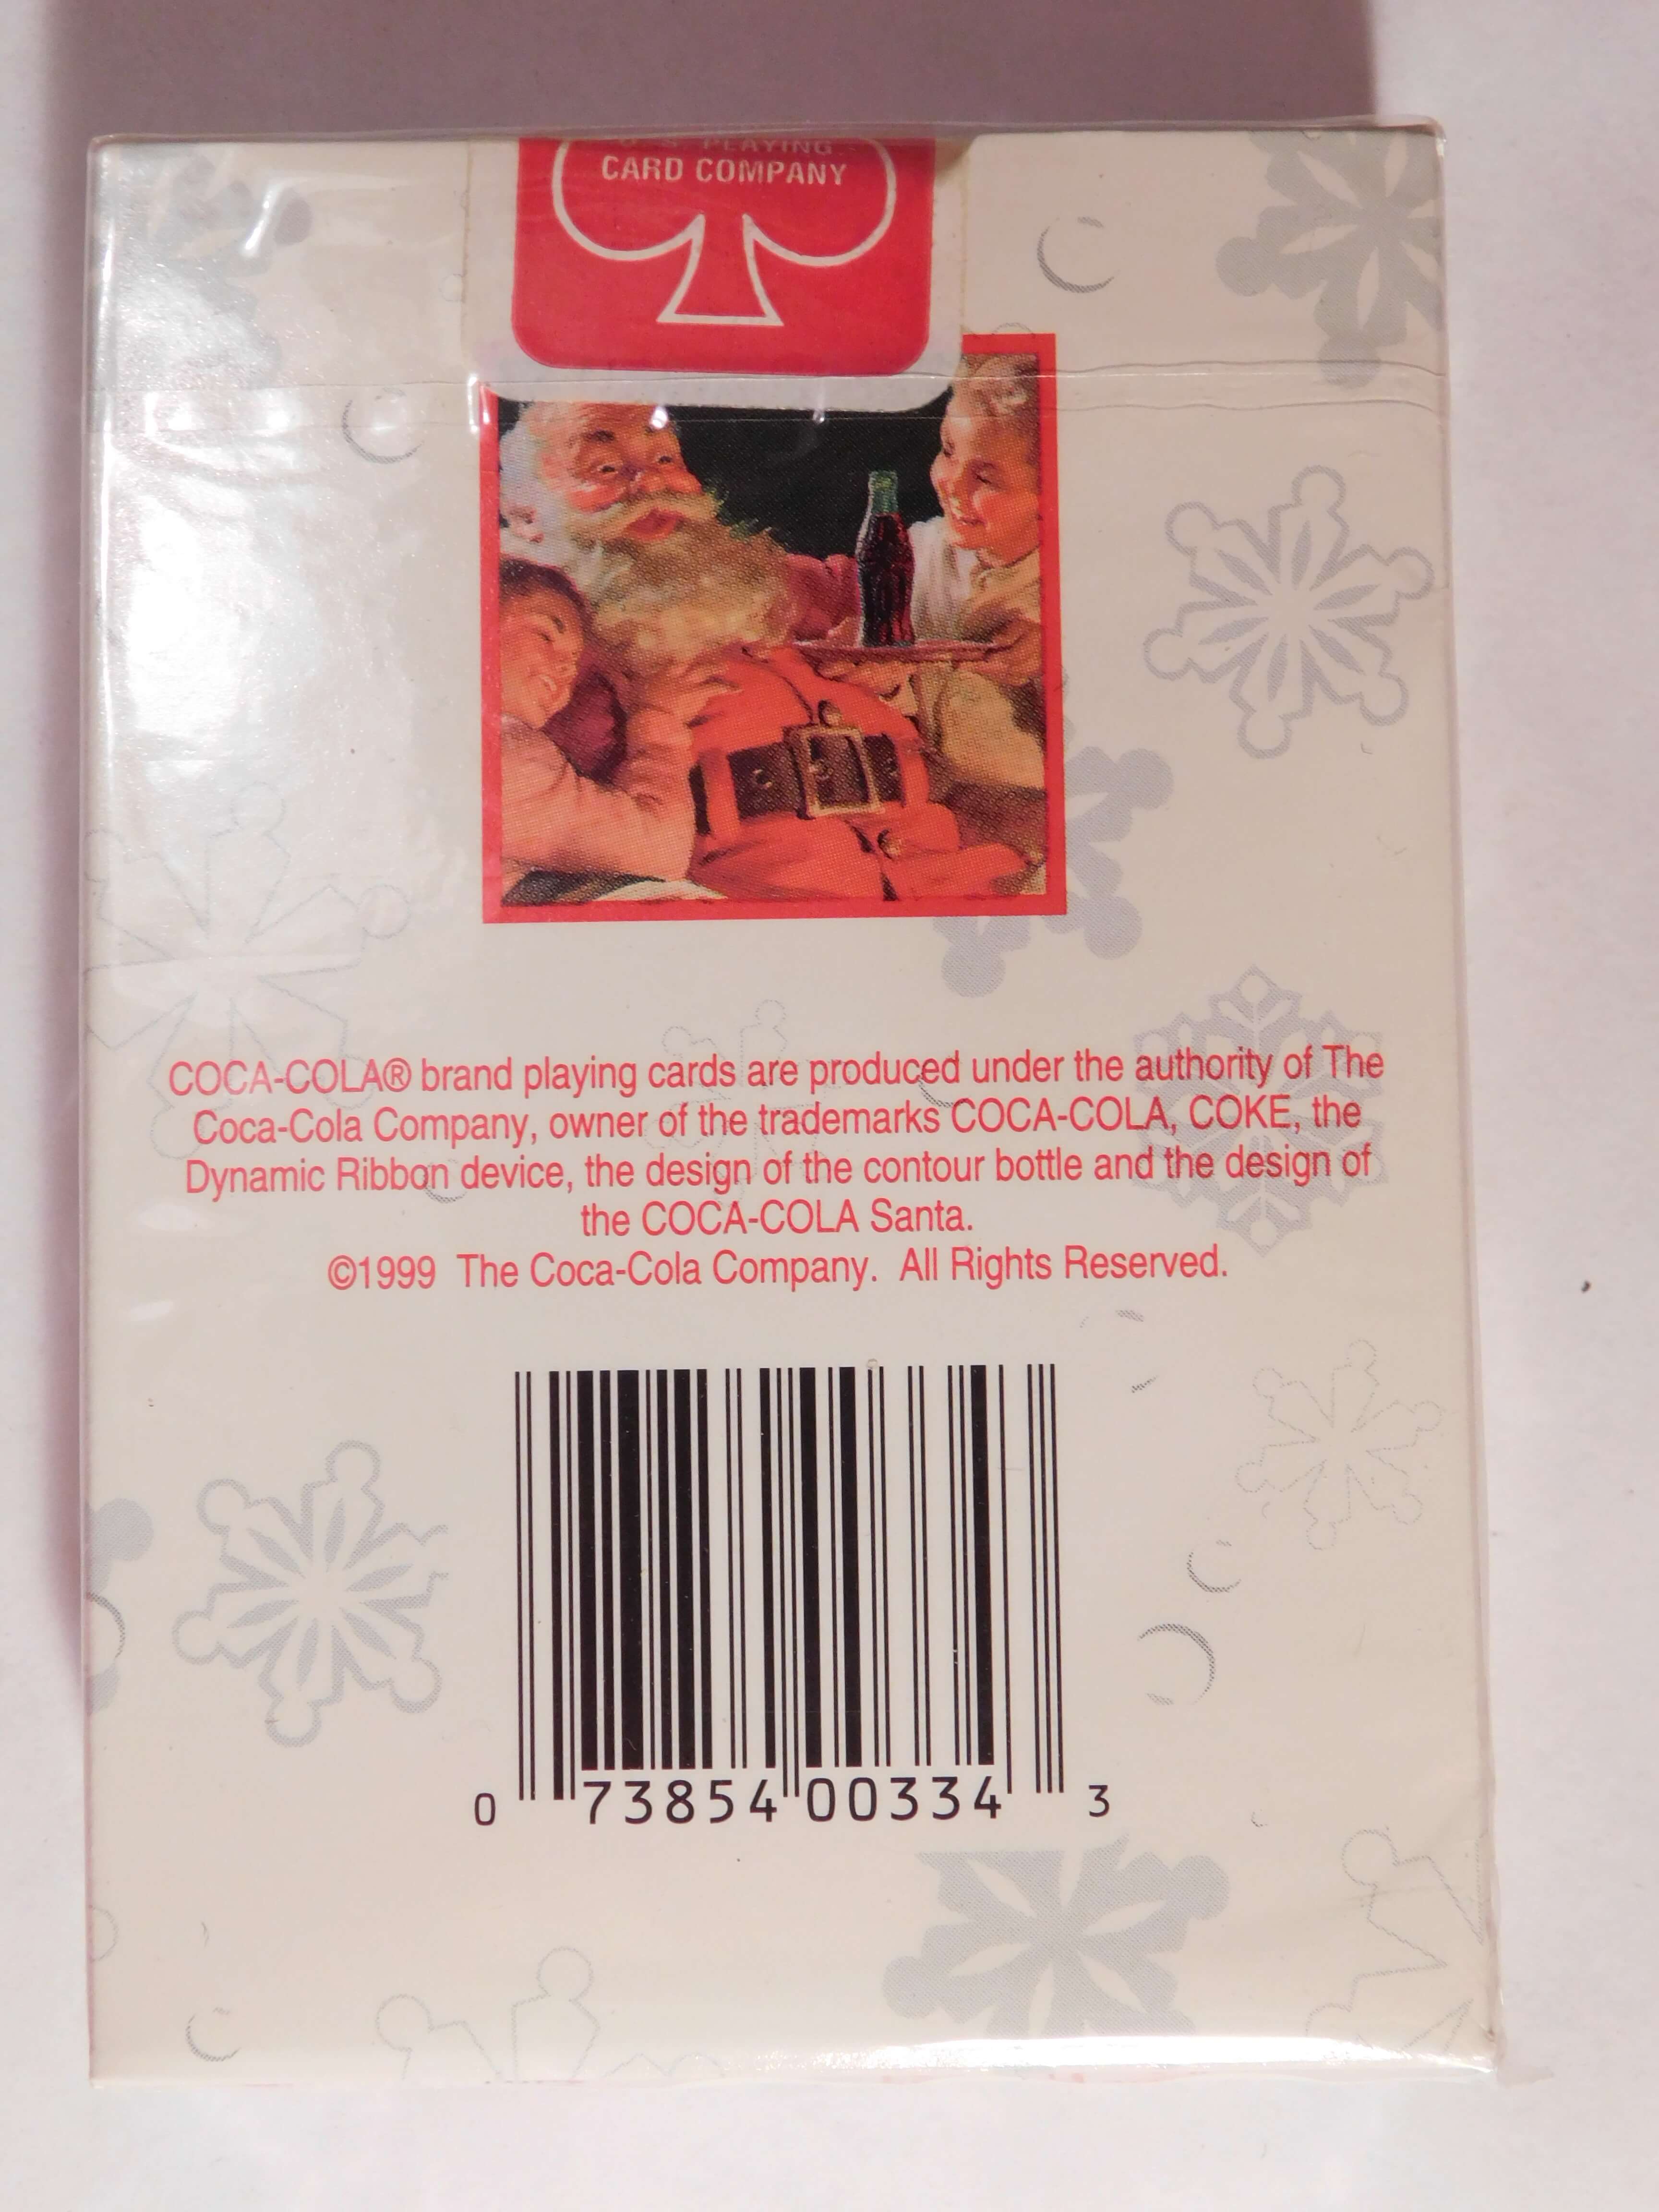 U.S. PLAYING
CARD COMPANY
COCA-COLA® brand playing cards are produced under the authority of The
Coca-Cola Company, owner of the trademarks COCA-COLA, COKE, the
Dynamic Ribbon device, the design of the contour bottle and the design of
the COCA-COLA Santa.
©1999 The Coca-Cola Company. All Rights Reserved.
0 73854 00334 3